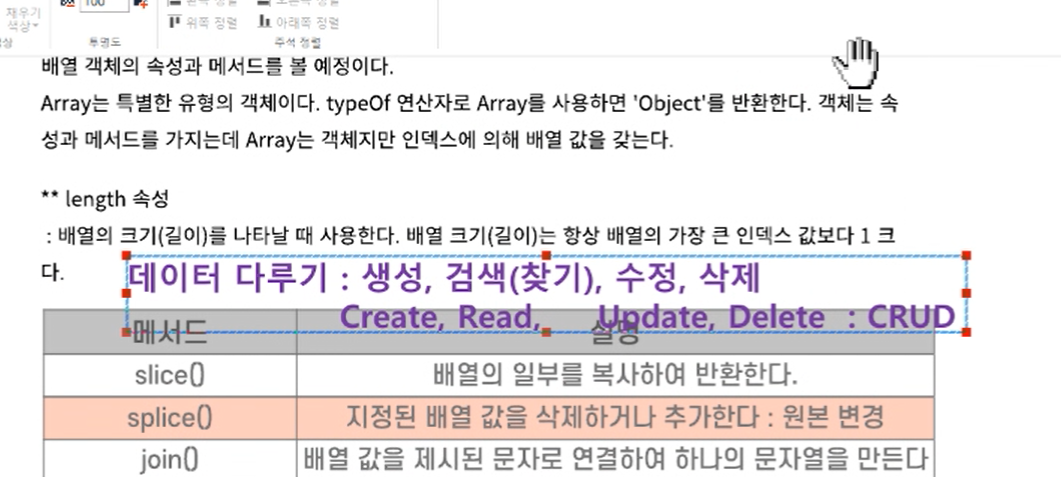 채우기
색상
100
위쪽 정렬
아래쪽 정렬
투명도
주석 정렬
배열 객체의 속성과 메서드를 볼 예정이다.
Array는 특별한 유형의 객체이다. typeOf 연산자로 Array를 사용하면 'Object'를 반환한다. 객체는 속
성과 메서드를 가지는데 Array는 객체지만 인덱스에 의해 배열 값을 갖는다.
** length 속성
: 배열의 크기(길이)를 나타날 때 사용한다. 배열 크기(길이)는 항상 배열의 가장 큰 인덱스 값보다 1 크
다.
데이터 다루기 : 생성, 검색(찾기), 수정, 삭제
Create, Read, Update, Delete : CRUD
메서드 설명
slice() 배열의 일부를 복사하여 반환한다.
splice() 지정된 배열 값을 삭제하거나 추가한다 : 원본 변경
join() 배열 값을 제시된 문자로 연결하여 하나의 문자열을 만든다